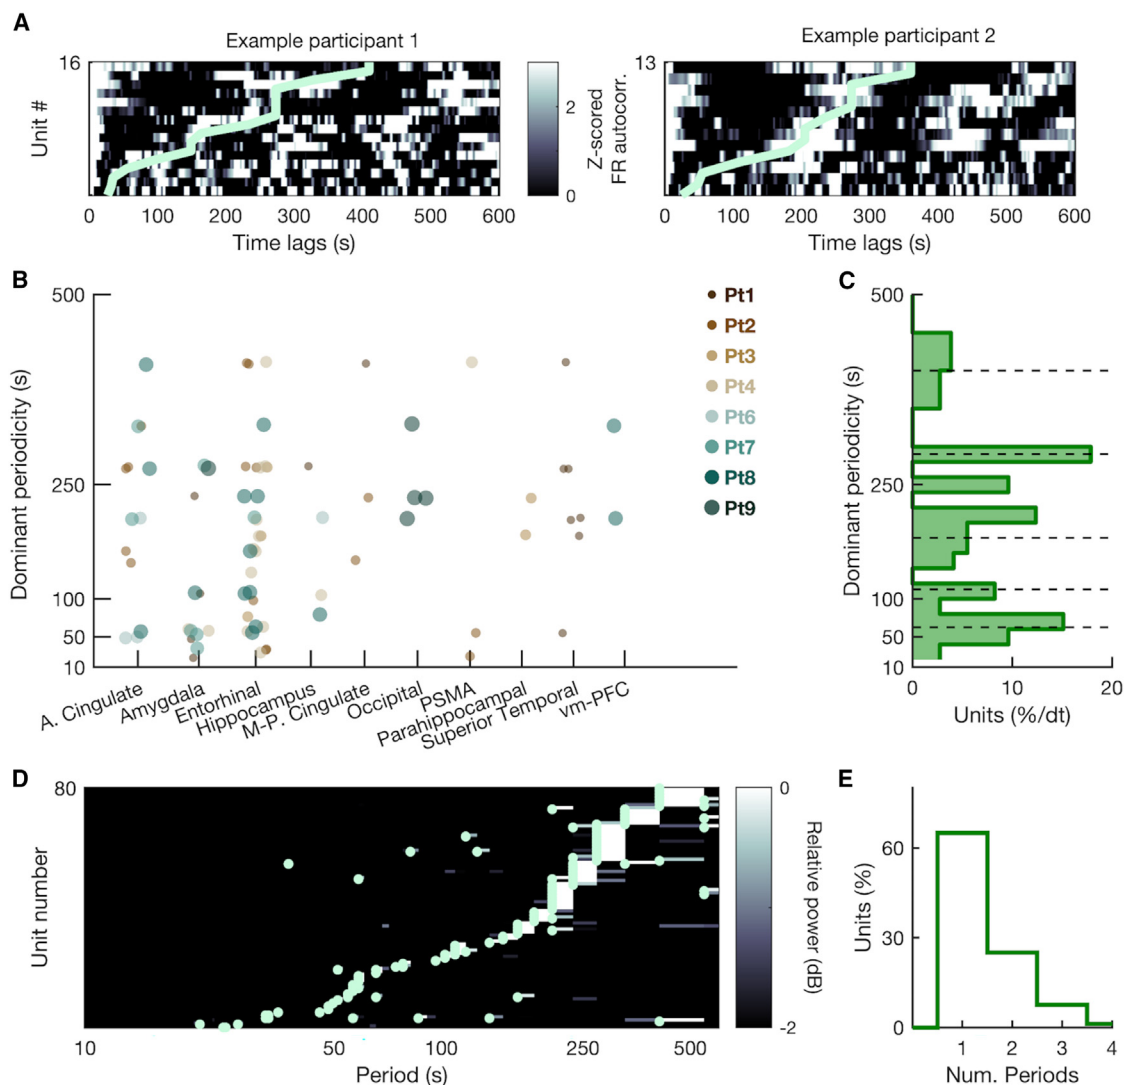 A
Example participant 1
Example participant 2
16
Unit #
0 100 200 300 400 500 600
Time lags (s)
2
0
Z-scored
FR autocorr.
13
0 100 200 300 400 500 600
Time lags (s)
B
Dominant periodicity (s)
500
250
100
50
10
A. Cingulate
Amygdala
Entorhinal
Hippocampus
M-P. Cingulate
Occipital
PSMA
Parahippocampal
Superior Temporal
vm-PFC
Pt1
Pt2
Pt3
Pt4
Pt6
Pt7
Pt8
Pt9
C
Dominant periodicity (s)
500
250
100
50
10
0 10 20
Units (%/dt)
D
80
Unit number
10 50 100 250 500
Period (s)
0
-2
Relative power (dB)
E
Units (%)
60
30
0
1 2 3 4
Num. Periods